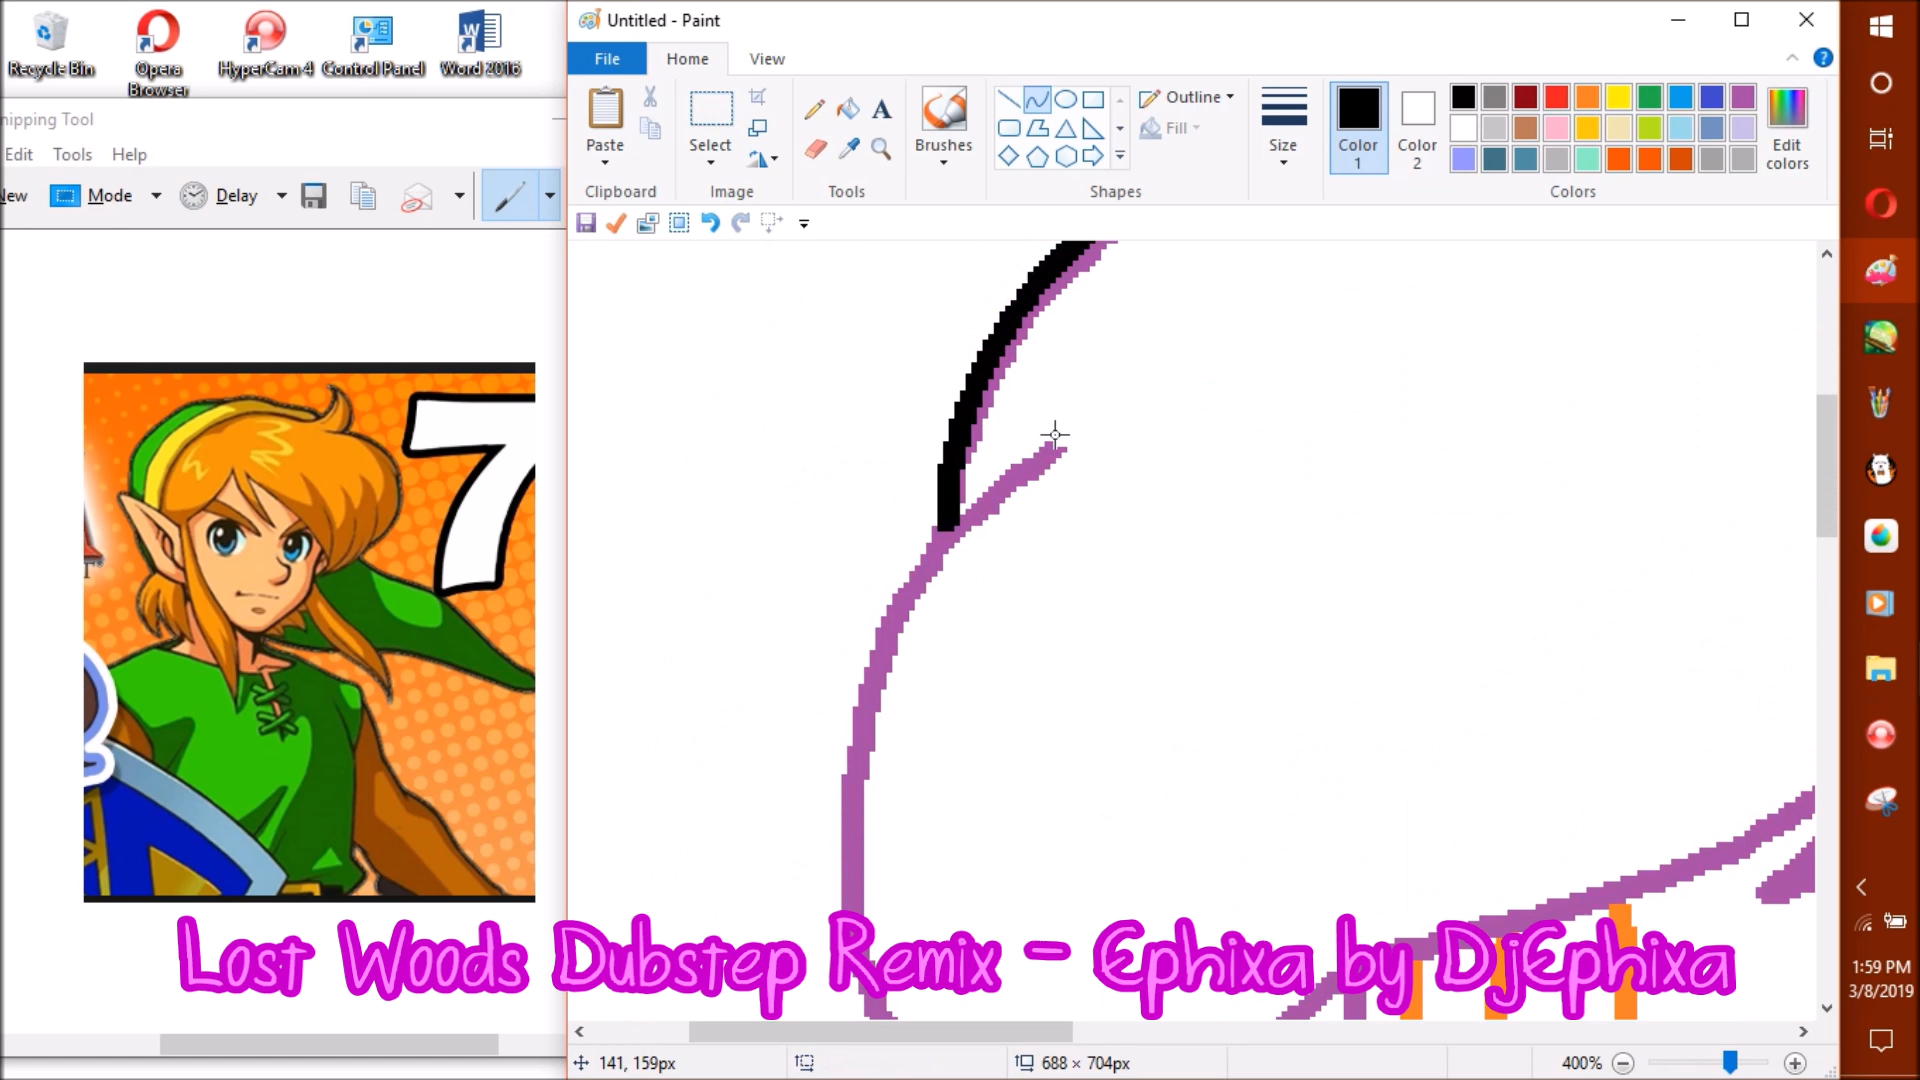 Recycle Bin
Opera
Browser
HyperCam 4
Control Panel
Word 2016
nipping Tool
Edit Tools Help
New Mode Delay
7
Untitled - Paint
File Home View
Paste
Select
Brushes
Outline
Fill
Size
Color
1
Color
2
Edit
colors
Clipboard Image Tools Shapes Colors
Lost Woods Dubstep Remix - Ephixa by DjEphixa
141, 159px
688 × 704px
400%
1:59 PM
3/8/2019